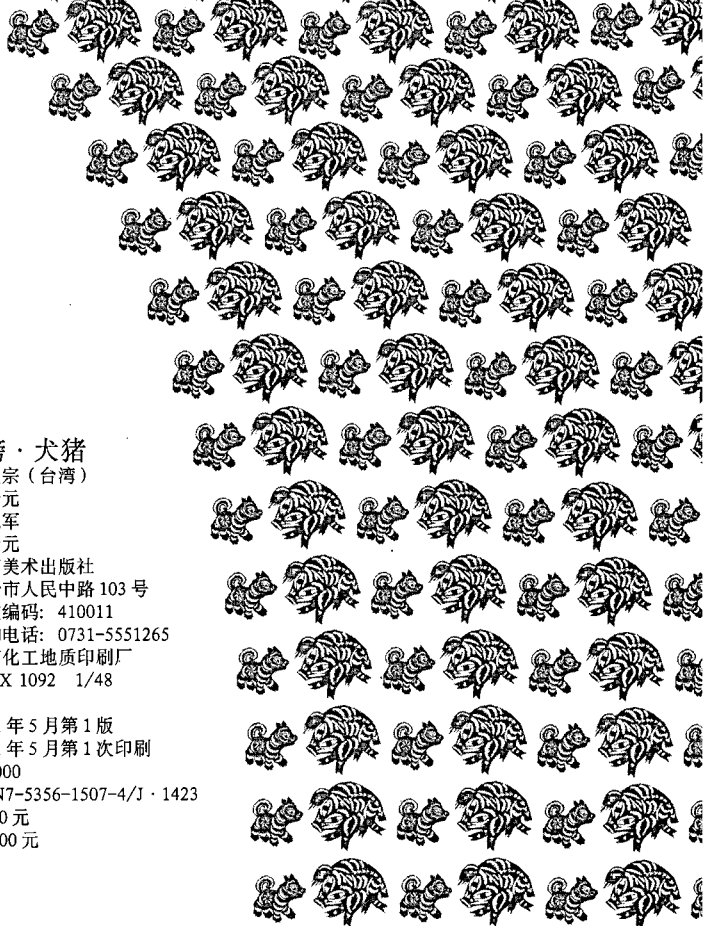 · 犬猪
宗（台湾）
元
军
元
美术出版社
市人民中路 103 号
编码: 410011
电话: 0731-5551265
化工地质印刷厂
X 1092 1/48
年 5 月第 1 版
年 5 月第 1 次印刷
000
N7-5356-1507-4/J · 1423
0 元
00 元